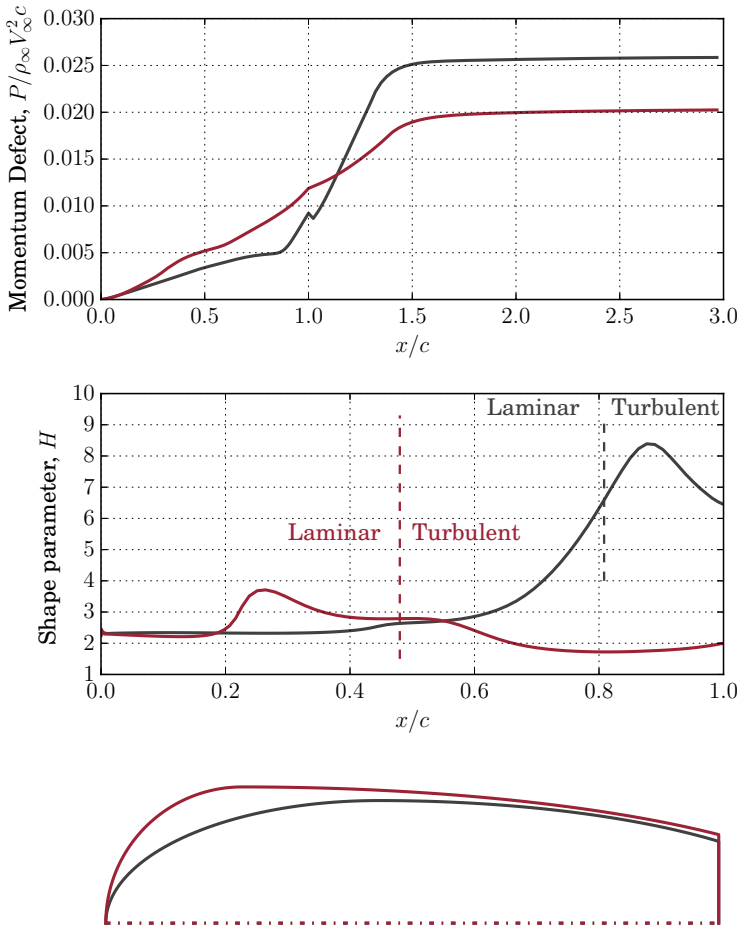 0.030
0.025
0.020
0.015
0.010
0.005
0.000
Momentum Defect, P/ρ∞V∞²c
0.0 0.5 1.0 1.5 2.0 2.5 3.0
x/c
10
9
8
7
6
5
4
3
2
1
Shape parameter, H
Laminar Turbulent
Laminar Turbulent
0.0 0.2 0.4 0.6 0.8 1.0
x/c